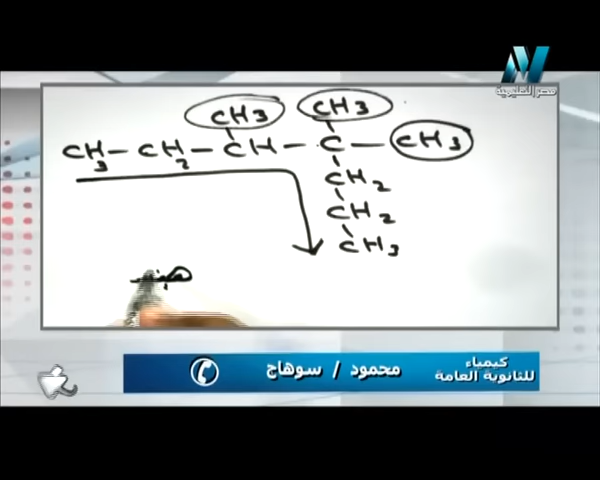 مصر التعليمية
CH3 CH3
CH3 – CH2 – CH – C – CH3
CH2
CH2
CH3
كيمياء
للثانوية العامة
محمود / سوهاج